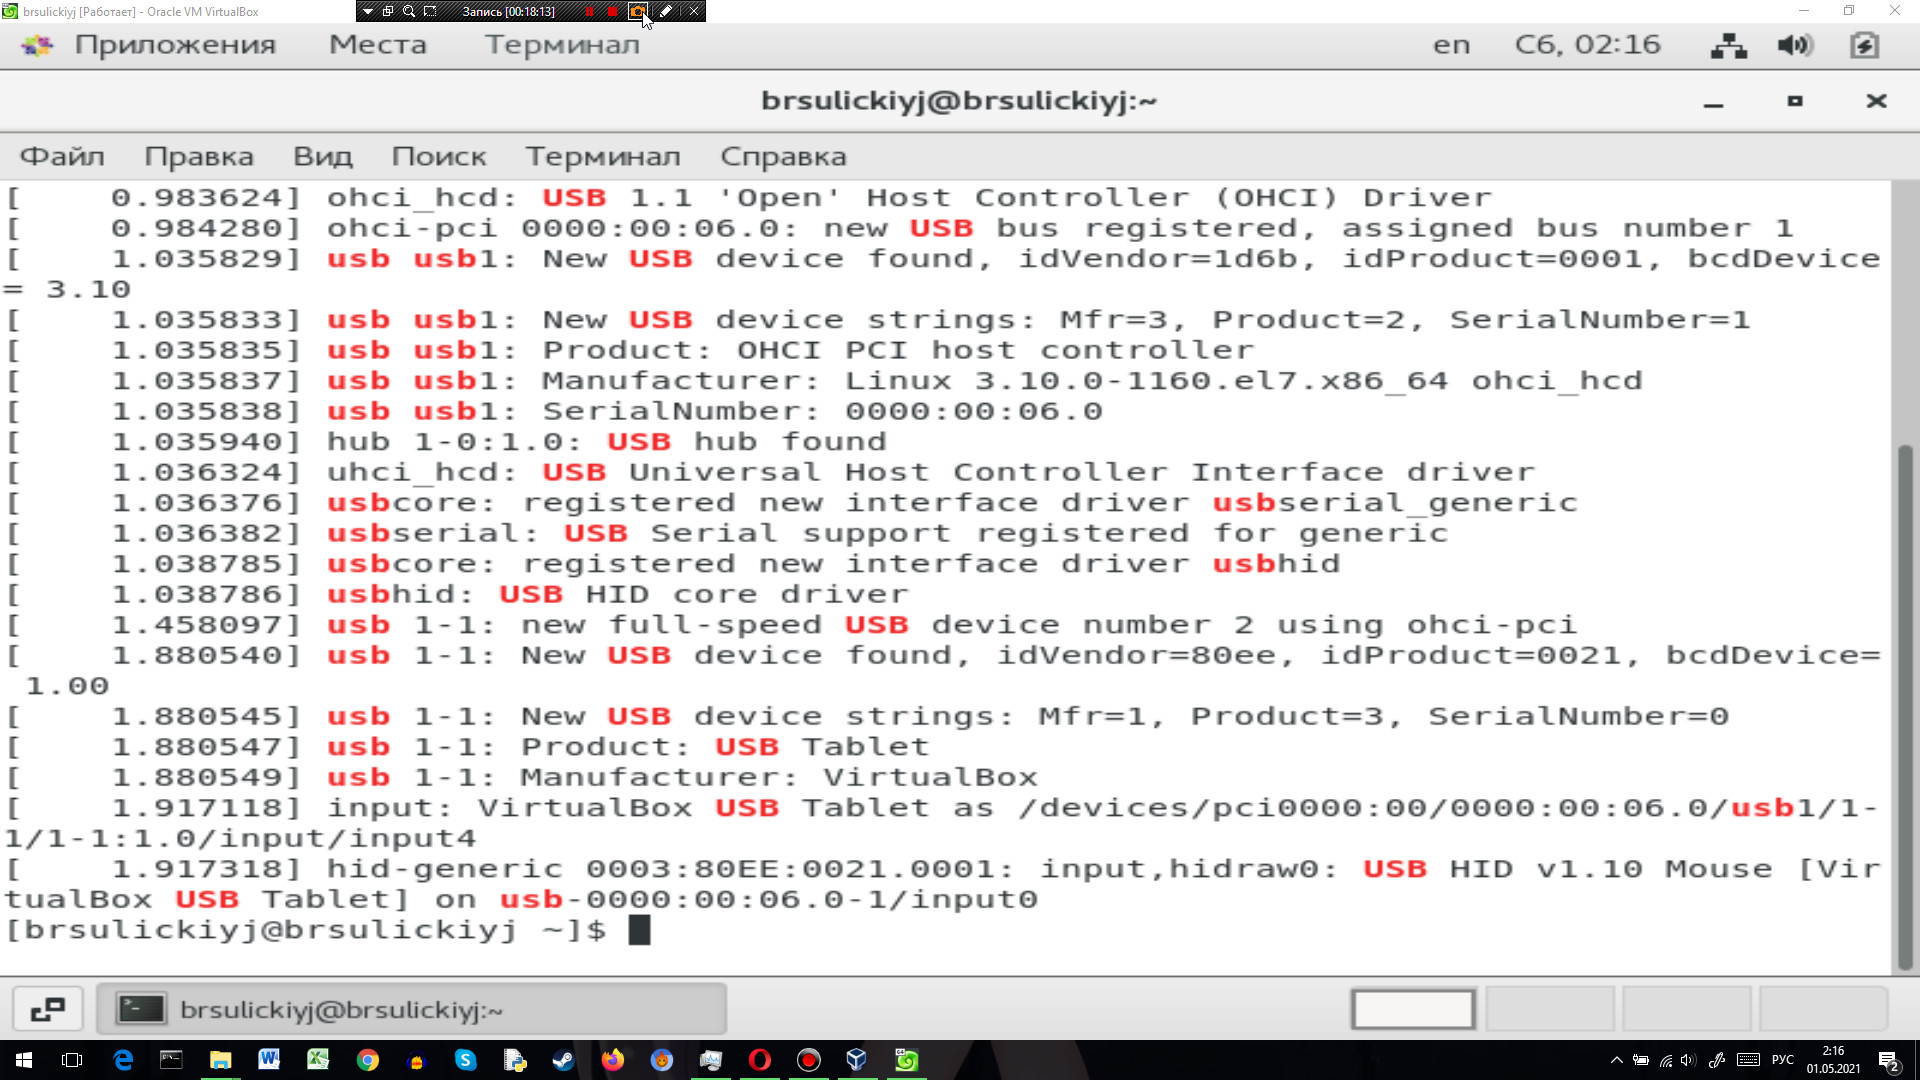 brsulickiyj [Работает] - Oracle VM VirtualBox
Запись [00:18:13]
Приложения Места Терминал en Сб, 02:16
brsulickiyj@brsulickiyj:~
Файл Правка Вид Поиск Терминал Справка
[    0.983624] ohci_hcd: USB 1.1 'Open' Host Controller (OHCI) Driver
[    0.984280] ohci-pci 0000:00:06.0: new USB bus registered, assigned bus number 1
[    1.035829] usb usb1: New USB device found, idVendor=1d6b, idProduct=0001, bcdDevice
= 3.10
[    1.035833] usb usb1: New USB device strings: Mfr=3, Product=2, SerialNumber=1
[    1.035835] usb usb1: Product: OHCI PCI host controller
[    1.035837] usb usb1: Manufacturer: Linux 3.10.0-1160.el7.x86_64 ohci_hcd
[    1.035838] usb usb1: SerialNumber: 0000:00:06.0
[    1.035940] hub 1-0:1.0: USB hub found
[    1.036324] uhci_hcd: USB Universal Host Controller Interface driver
[    1.036376] usbcore: registered new interface driver usbserial_generic
[    1.036382] usbserial: USB Serial support registered for generic
[    1.038785] usbcore: registered new interface driver usbhid
[    1.038786] usbhid: USB HID core driver
[    1.458097] usb 1-1: new full-speed USB device number 2 using ohci-pci
[    1.880540] usb 1-1: New USB device found, idVendor=80ee, idProduct=0021, bcdDevice=
 1.00
[    1.880545] usb 1-1: New USB device strings: Mfr=1, Product=3, SerialNumber=0
[    1.880547] usb 1-1: Product: USB Tablet
[    1.880549] usb 1-1: Manufacturer: VirtualBox
[    1.917118] input: VirtualBox USB Tablet as /devices/pci0000:00/0000:00:06.0/usb1/1-
1/1-1:1.0/input/input4
[    1.917318] hid-generic 0003:80EE:0021.0001: input,hidraw0: USB HID v1.10 Mouse [Vir
tualBox USB Tablet] on usb-0000:00:06.0-1/input0
[brsulickiyj@brsulickiyj ~]$
brsulickiyj@brsulickiyj:~
РУС
2:16
01.05.2021
2